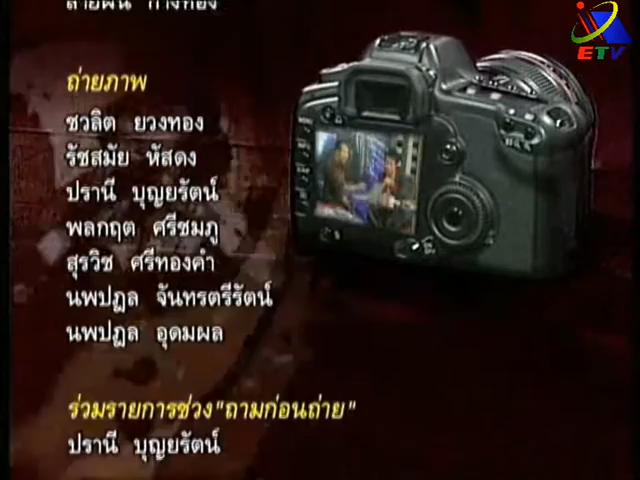 ถ่ายภาพ
ชวลิต ยวงทอง
รัชสมัย หัสดง
ปรานี บุญยรัตน์
พลกฤต ศรีชมภู
สุรวิช ศรีทองคำ
นพปฎล จันทรตรีรัตน์
นพปฎล อุดมผล
ร่วมรายการช่วง"ถามก่อนถ่าย"
ปรานี บุญยรัตน์
ETV